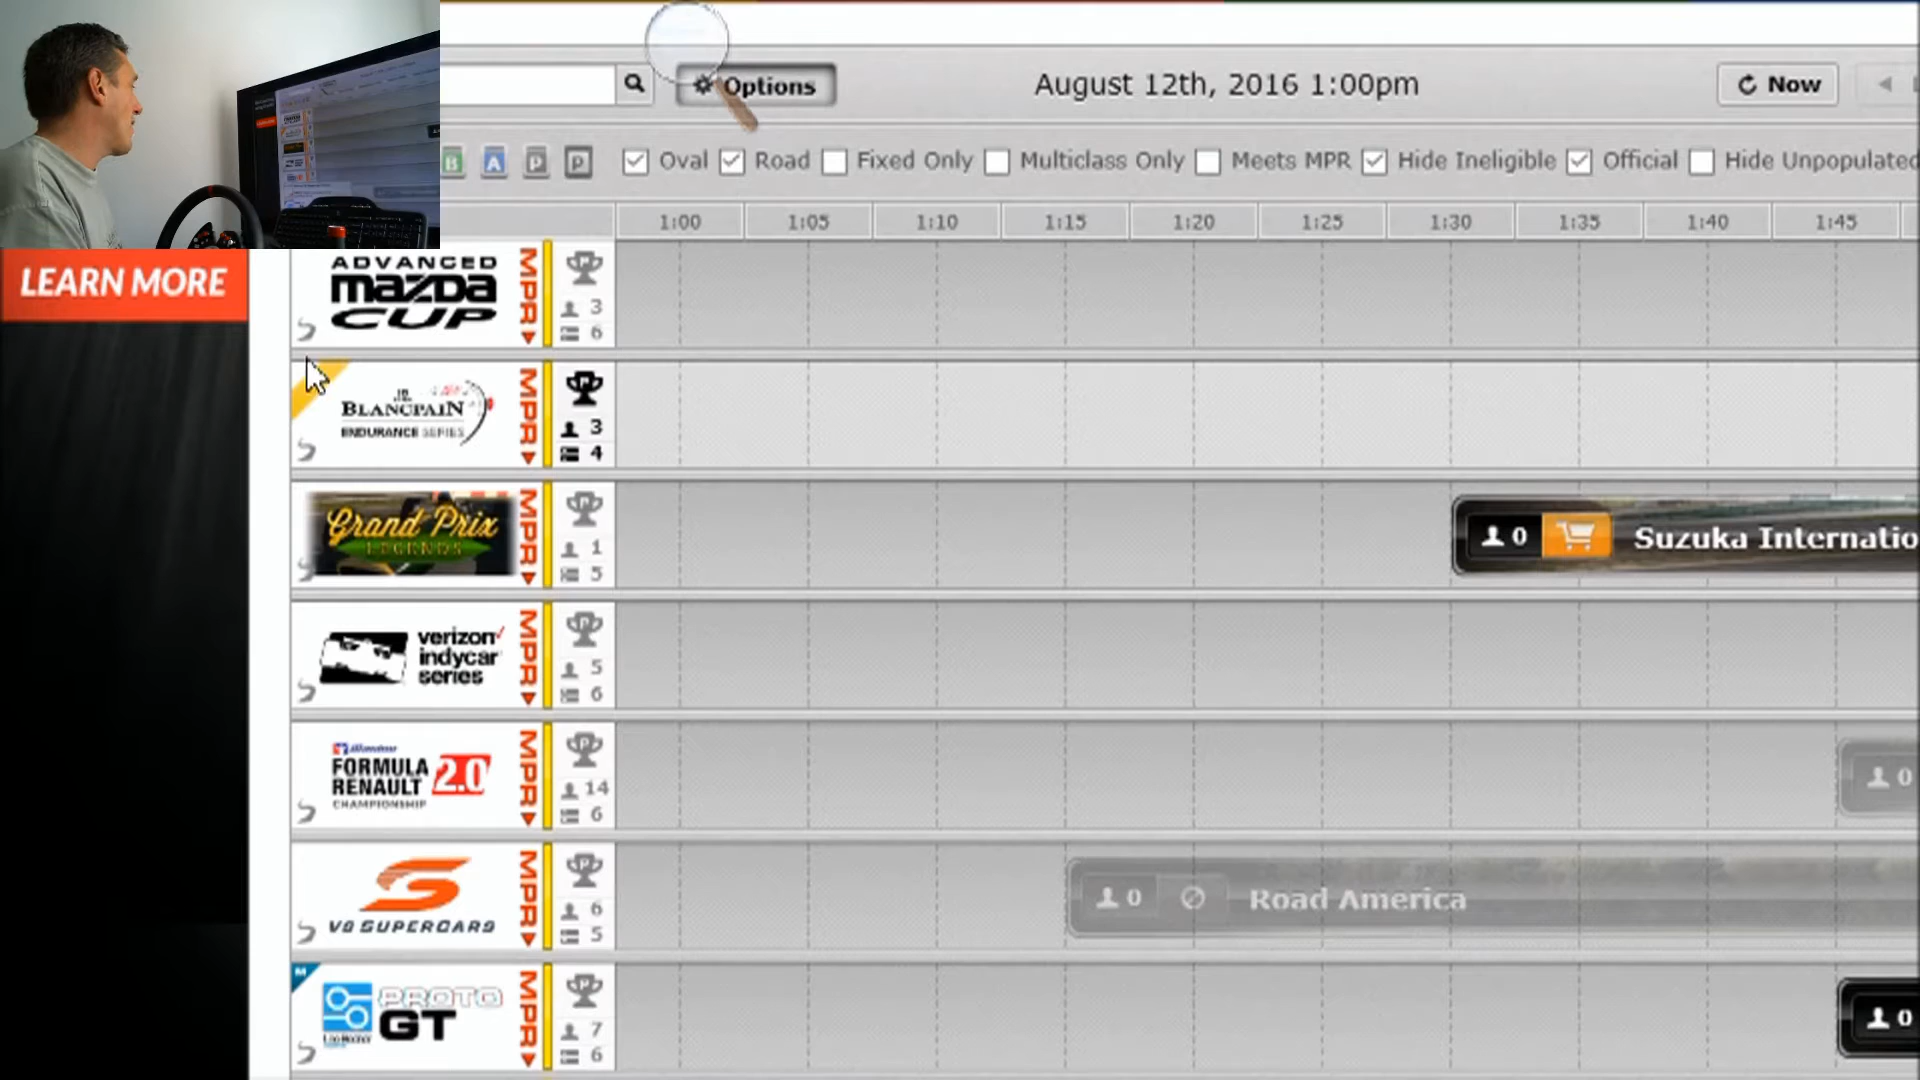 Options
August 12th, 2016 1:00pm
Now
B A P P
Oval Road Fixed Only Multiclass Only Meets MPR Hide Ineligible Official Hide Unpopulated
1:00 1:05 1:10 1:15 1:20 1:25 1:30 1:35 1:40 1:45
LEARN MORE
ADVANCED
mazda
CUP
MPR
3
6
BLANCPAIN
ENDURANCE SERIES
MPR
3
4
Grand Prix
LEGENDS
MPR
1
5
0
Suzuka Internatio
verizon
indycar
series
MPR
5
6
FORMULA
RENAULT 2.0
CHAMPIONSHIP
MPR
14
6
0
V8 SUPERCARS
MPR
6
5
0
Road America
M
PROTO
GT
MPR
7
6
0